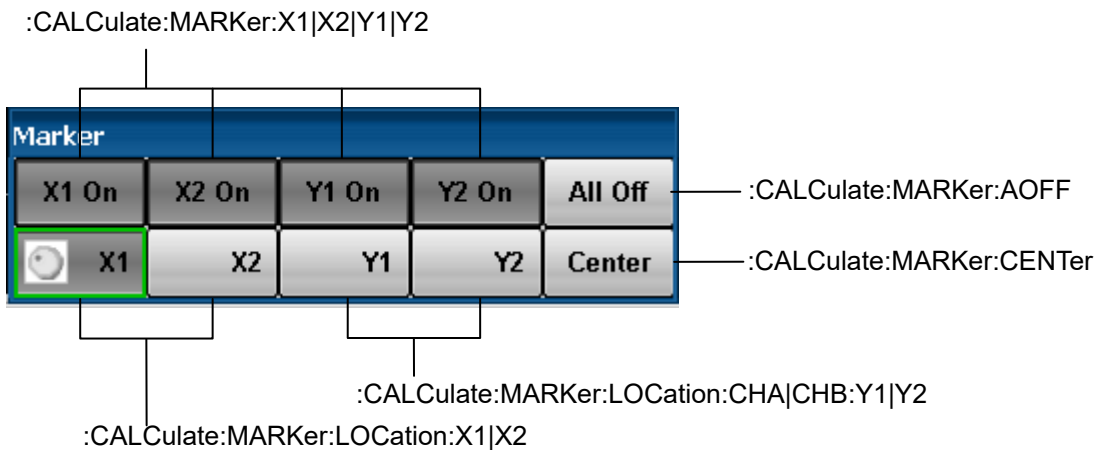 :CALCulate:MARKer:X1|X2|Y1|Y2
Marker
X1 On X2 On Y1 On Y2 On All Off
:CALCulate:MARKer:AOFF
X1 X2 Y1 Y2 Center
:CALCulate:MARKer:CENTer
:CALCulate:MARKer:LOCation:CHA|CHB:Y1|Y2
:CALCulate:MARKer:LOCation:X1|X2